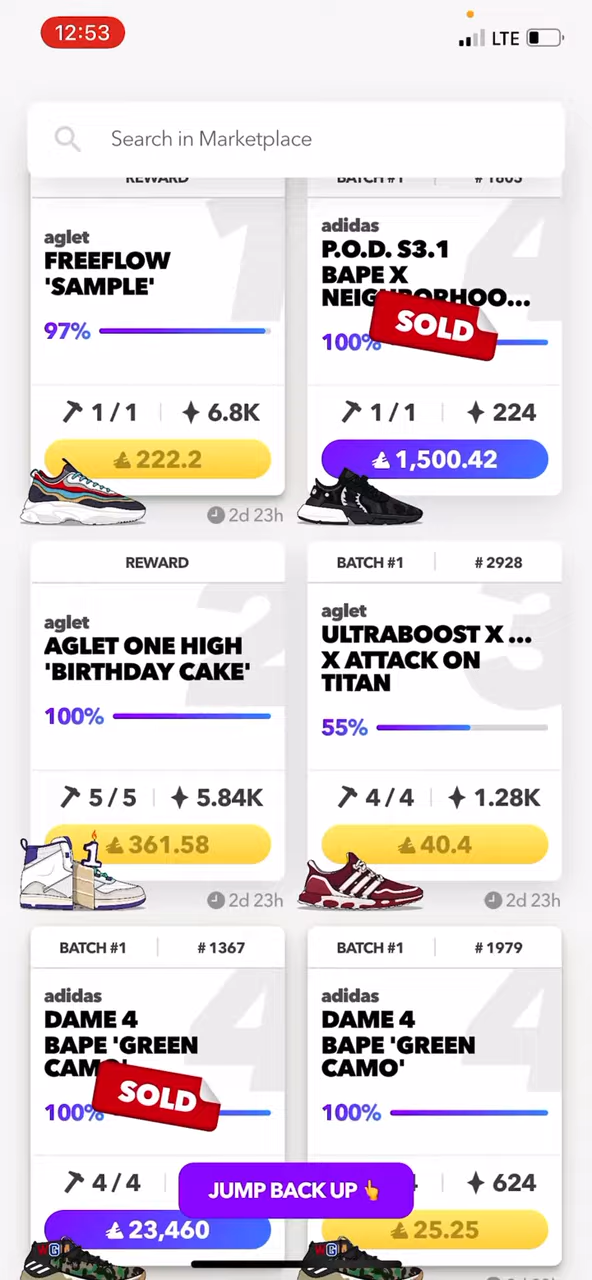 12:53
LTE
Search in Marketplace
REWARD
BATCH #1
# 1605
aglet
FREEFLOW
'SAMPLE'
97%
1 / 1
6.8K
222.2
2d 23h
adidas
P.O.D. S3.1
BAPE X
NEIGHBORHOO...
SOLD
100%
1 / 1
224
1,500.42
REWARD
aglet
AGLET ONE HIGH
'BIRTHDAY CAKE'
100%
5 / 5
5.84K
361.58
1
2d 23h
BATCH #1
# 2928
aglet
ULTRABOOST X ...
X ATTACK ON
TITAN
55%
4 / 4
1.28K
40.4
2d 23h
BATCH #1
# 1367
adidas
DAME 4
BAPE 'GREEN
CAMO'
SOLD
100%
4 / 4
23,460
BATCH #1
# 1979
adidas
DAME 4
BAPE 'GREEN
CAMO'
100%
624
25.25
JUMP BACK UP 👆